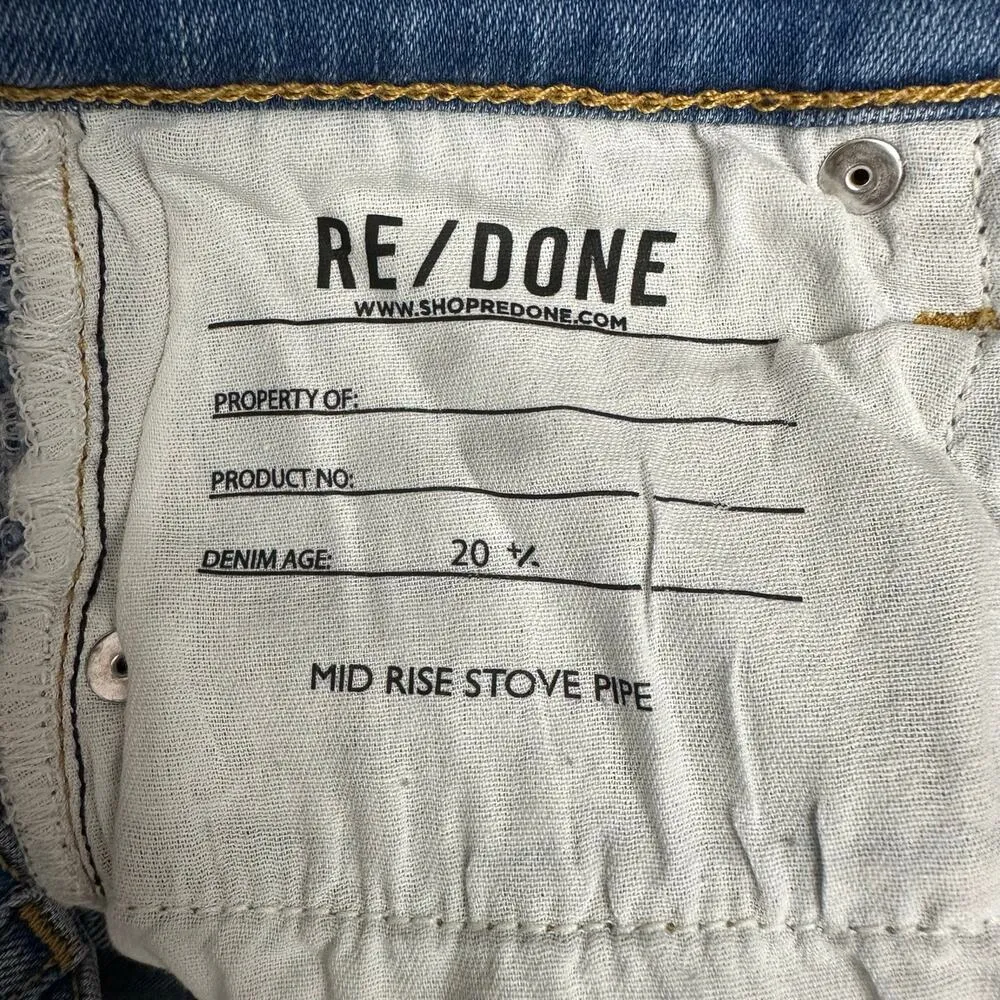 RE/DONE
WWW.SHOPREDONE.COM
PROPERTY OF:
PRODUCT NO:
DENIM AGE: 20 +/-
MID RISE STOVE PIPE